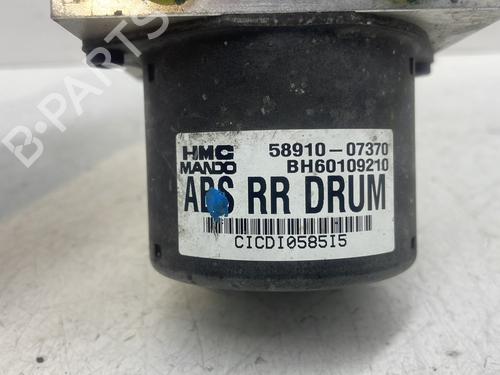 B-PARTS
HMC 58910-07370
MANDO BH60109210
ABS RR DRUM
CICDI0585I5